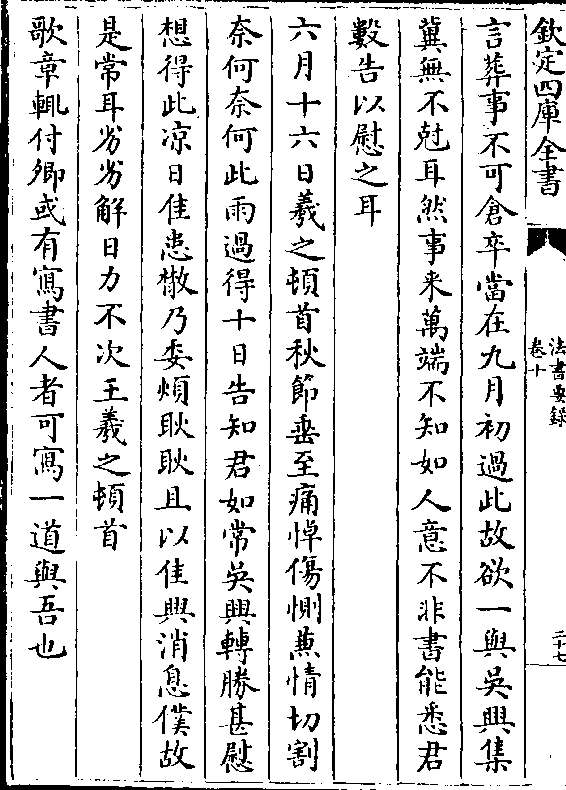 欽定四庫全書
法書要録
卷十
二十七
言葬事不可倉卒當在九月初過此故欲一與吳興集
冀無不尅耳然事来萬端不知如人意不非書能悉君
數告以慰之耳
六月十六日羲之頓首秋節垂至痛悼傷惻兼情切割
奈何奈何此雨過得十日告知君如常吳興轉勝甚慰
想得此凉日佳患散乃委煩耿耿且以佳興消息僕故
是常耳劣劣解日力不次王羲之頓首
歌章輒付卿或有寫書人者可寫一道與吾也